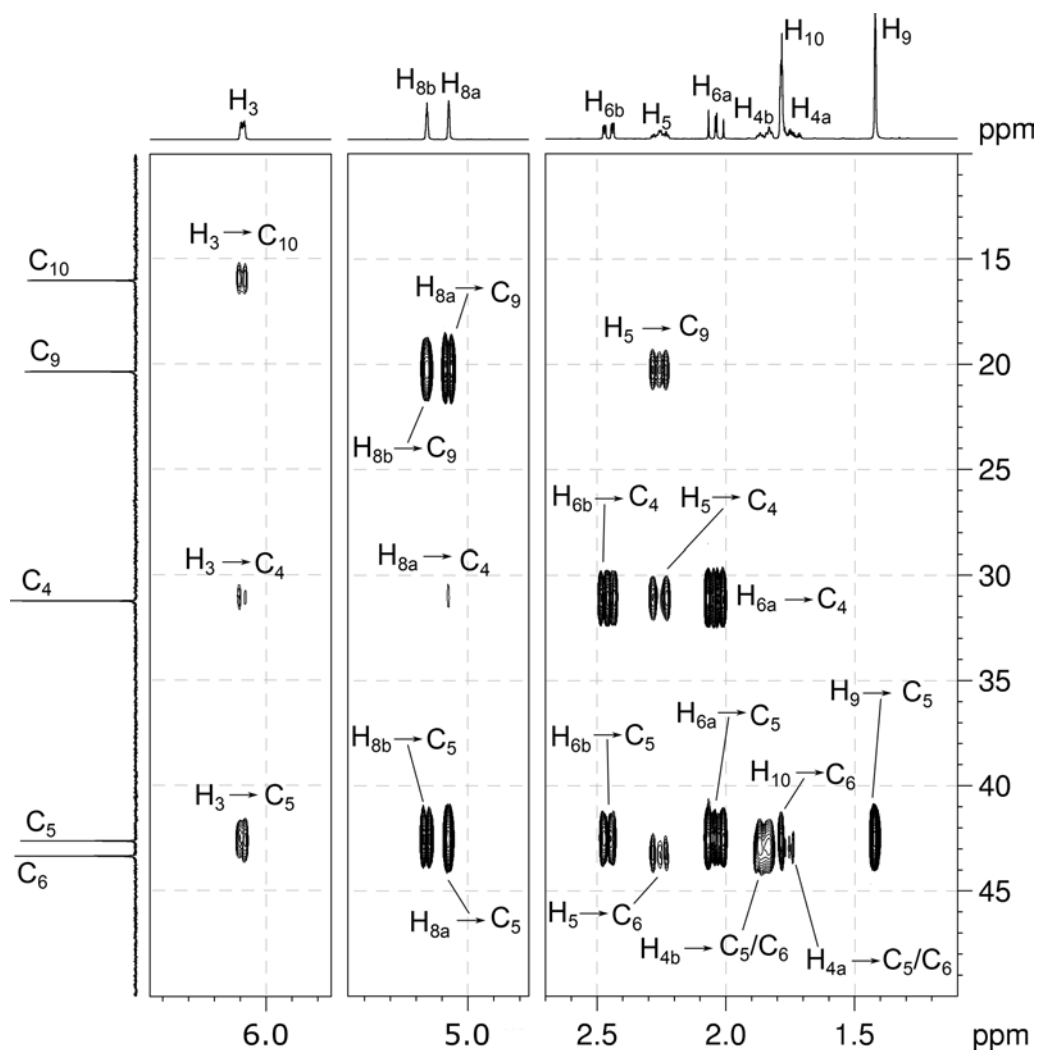 H₃
H₈b H₈a
H₆b
H₅
H₆a
H₄b
H₁₀
H₄a
H₉
ppm
C₁₀
C₉
C₄
C₅
C₆
H₃ → C₁₀
H₈a → C₉
H₅ → C₉
H₈b → C₉
H₆b → C₄
H₅ → C₄
H₃ → C₄
H₈a → C₄
H₆a → C₄
H₉ → C₅
H₆a → C₅
H₈b → C₅
H₆b → C₅
H₁₀ → C₆
H₃ → C₅
H₈a → C₅
H₅ → C₆
H₄b → C₅/C₆
H₄a → C₅/C₆
15
20
25
30
35
40
45
6.0 5.0 2.5 2.0 1.5 ppm